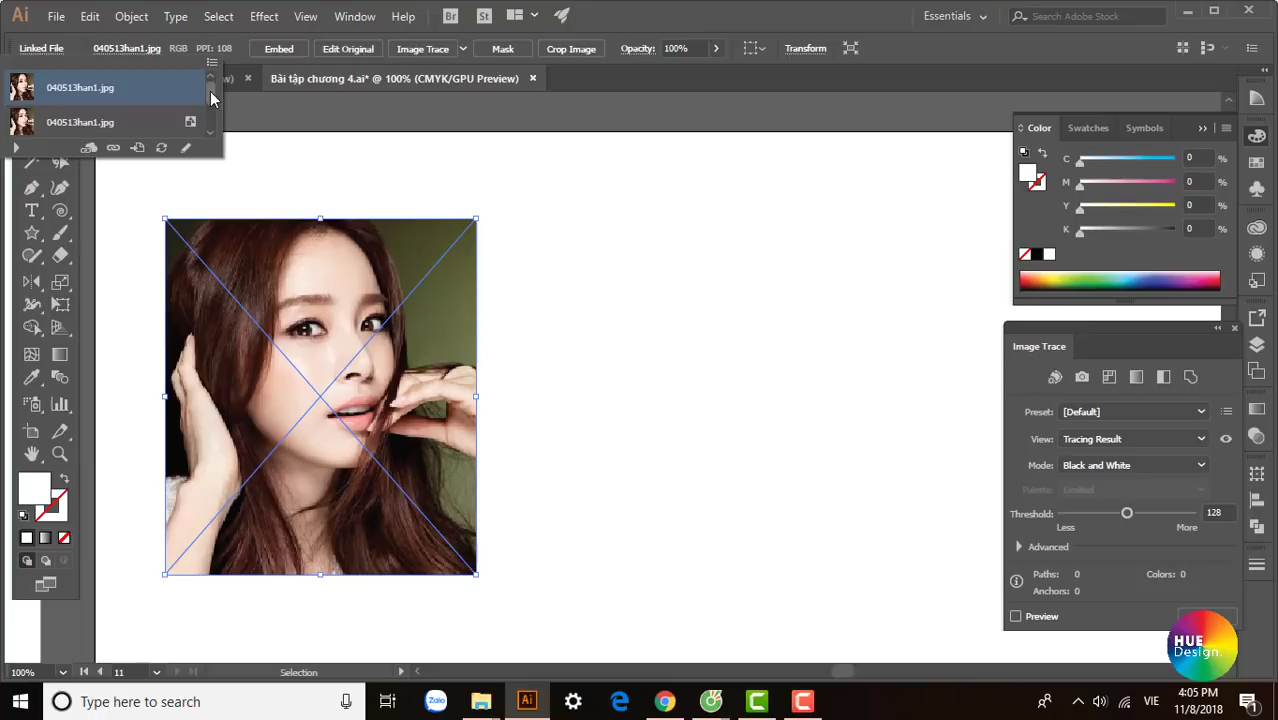 Ai File Edit Object Type Select Effect View Window Help Br St Essentials Search Adobe Stock
Linked File 040513han1.jpg RGB PPI: 108 Embed Edit Original Image Trace Mask Crop Image Opacity: 100% Transform
Bài tập chương 4.ai* @ 100% (CMYK/GPU Preview)
040513han1.jpg
040513han1.jpg
Color Swatches Symbols
C 0 %
M 0 %
Y 0 %
K 0 %
Image Trace
Preset: [Default]
View: Tracing Result
Mode: Black and White
Palette: Limited
Threshold: 128
Less More
Advanced
Paths: 0 Colors: 0
Anchors: 0
Preview
HUE
Design.
100% 11 Selection
Type here to search Zalo Ai VIE 4:05 PM
11/8/2018